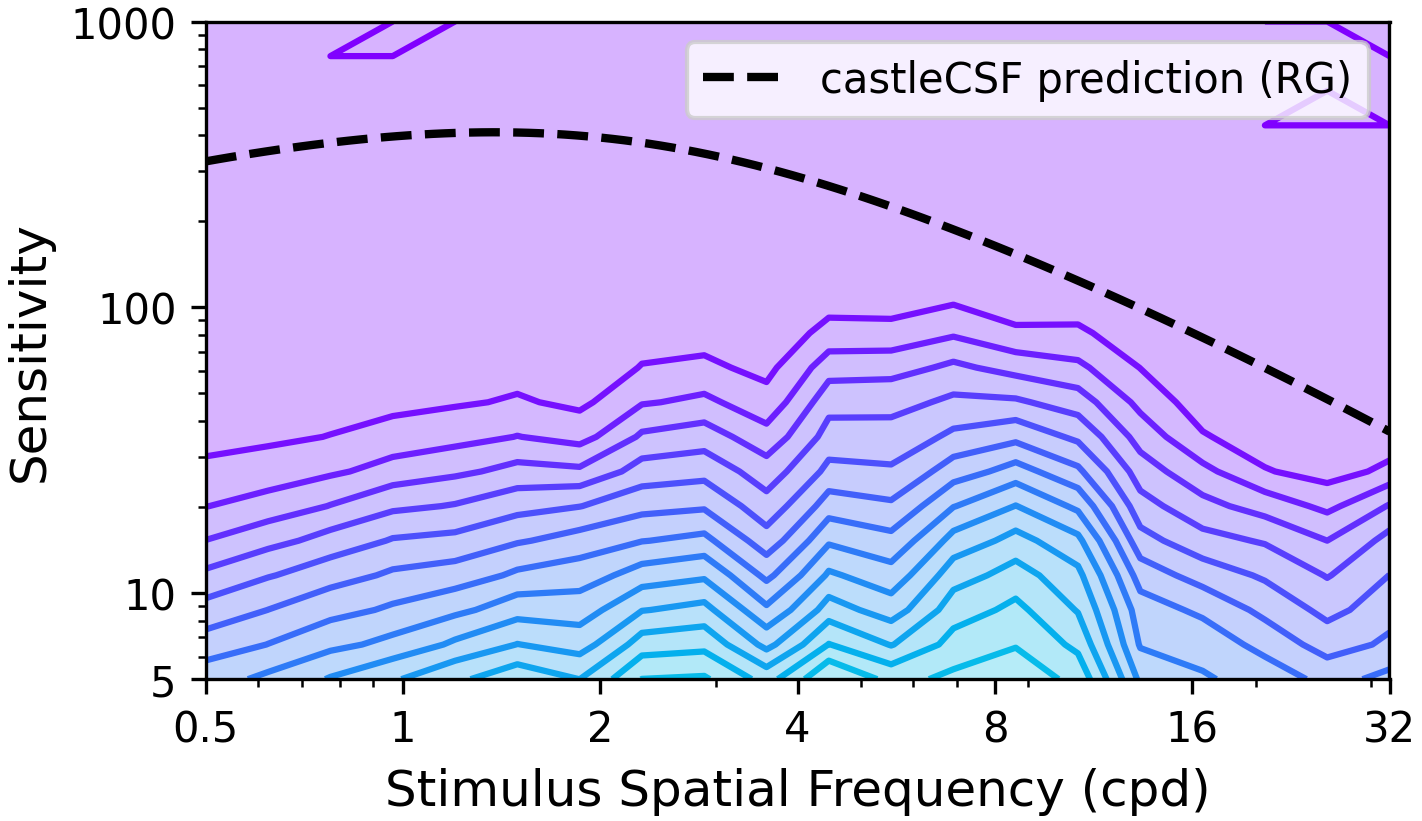 1000
100
10
5
Sensitivity
castleCSF prediction (RG)
0.5 1 2 4 8 16 32
Stimulus Spatial Frequency (cpd)